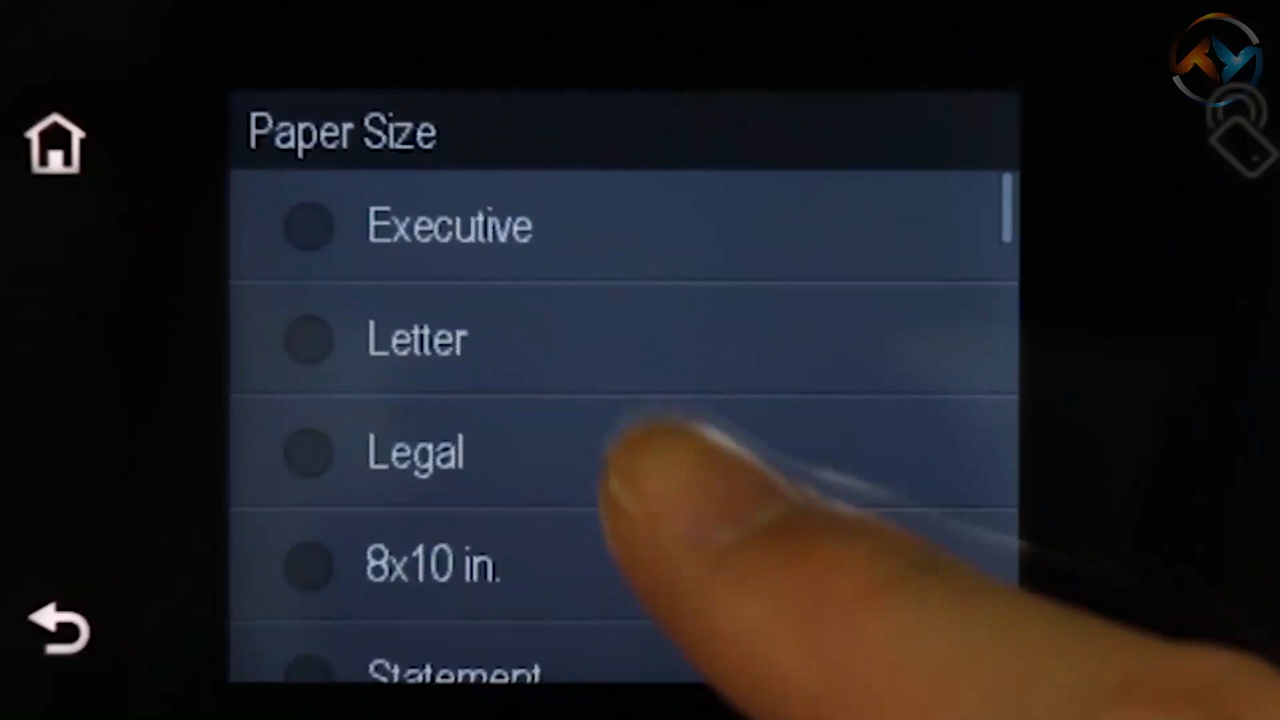 Paper Size
Executive
Letter
Legal
8x10 in.
Statement